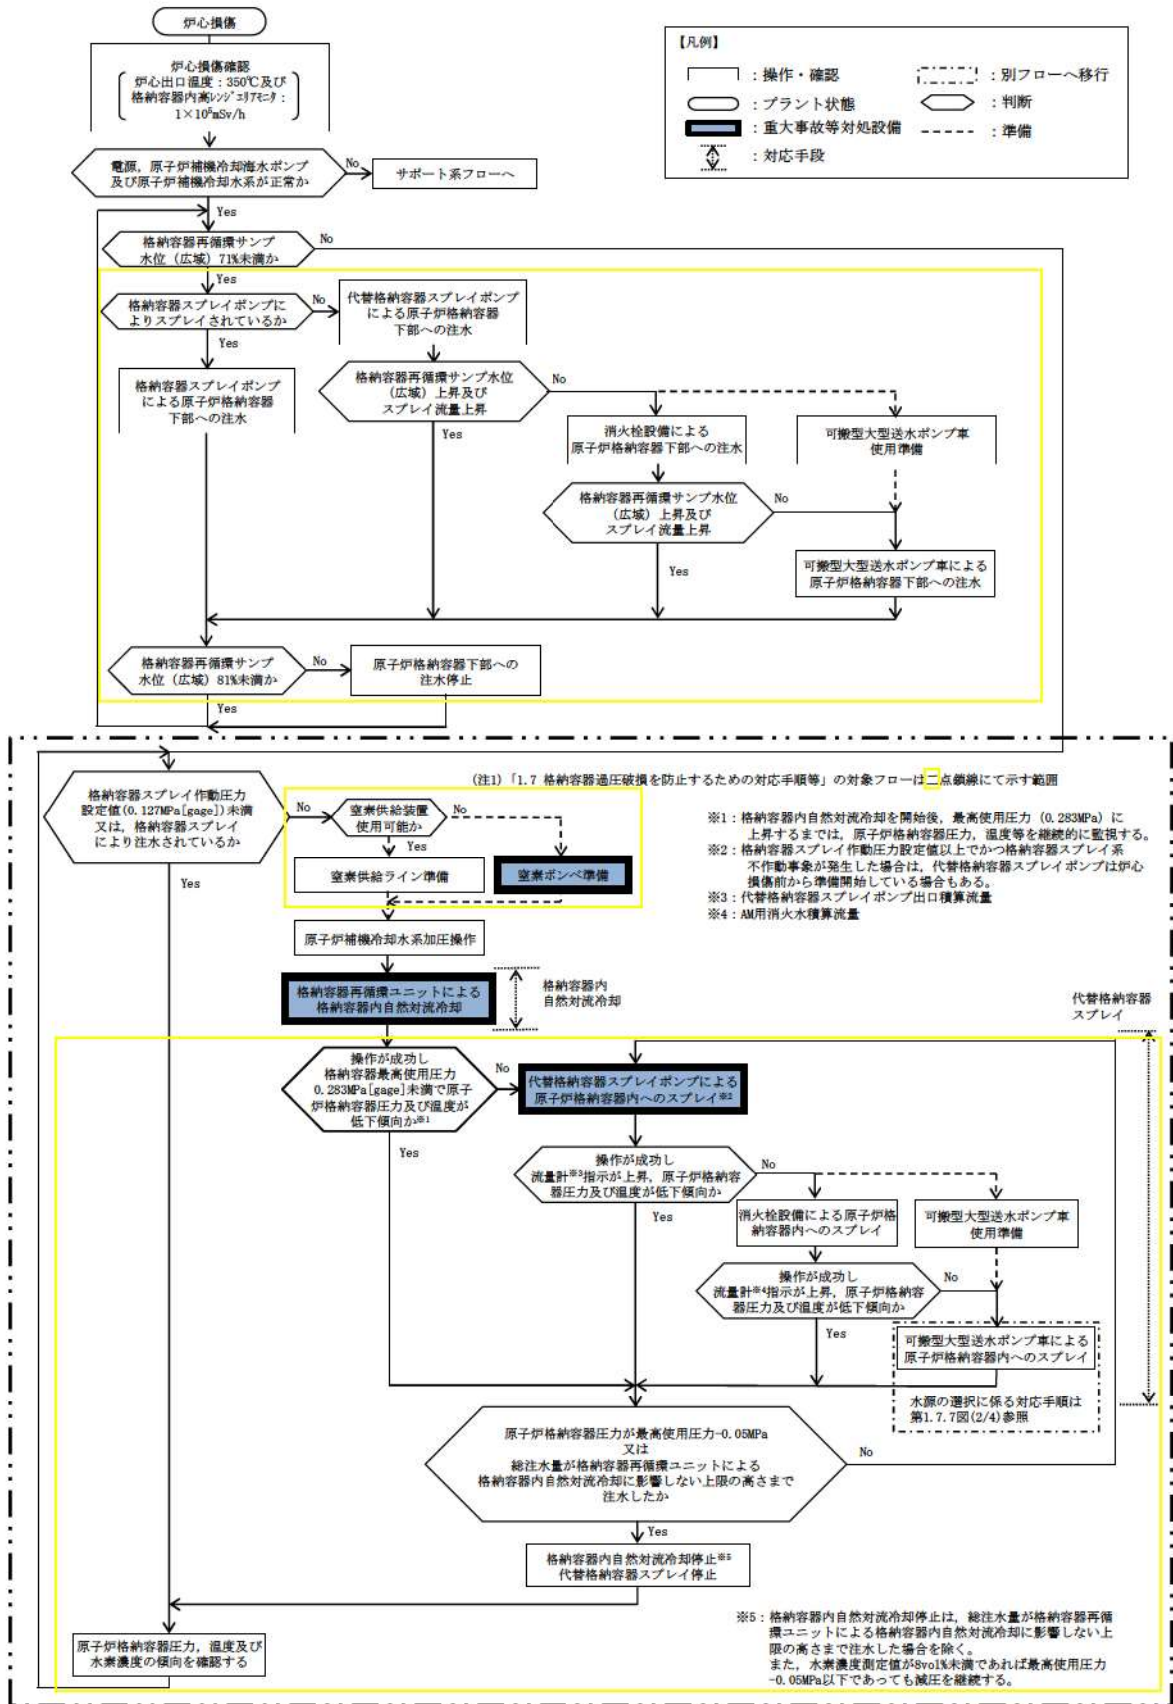 炉心損傷
炉心損傷確認
炉心出口温度：350℃及び
格納容器内高ﾚﾝｼﾞｴﾘｱﾓﾆﾀ：
1×10⁵mSv/h
【凡例】
：操作・確認
：別フローへ移行
：プラント状態
：判断
：重大事故等対処設備
：準備
：対応手段
電源，原子炉補機冷却海水ポンプ
及び原子炉補機冷却水系が正常か
No
サポート系フローへ
Yes
格納容器再循環サンプ
水位（広域）71%未満か
No
Yes
格納容器スプレイポンプに
よりスプレイされているか
No
代替格納容器スプレイポンプ
による原子炉格納容器
下部への注水
Yes
格納容器スプレイポンプ
による原子炉格納容器
下部への注水
格納容器再循環サンプ水位
（広域）上昇及び
スプレイ流量上昇
No
Yes
消火栓設備による
原子炉格納容器下部への注水
可搬型大型送水ポンプ車
使用準備
格納容器再循環サンプ水位
（広域）上昇及び
スプレイ流量上昇
No
Yes
可搬型大型送水ポンプ車による
原子炉格納容器下部への注水
格納容器再循環サンプ
水位（広域）81%未満か
No
原子炉格納容器下部への
注水停止
Yes
(注1)「1.7 格納容器過圧破損を防止するための対応手順等」の対象フローは二点鎖線にて示す範囲
格納容器スプレイ作動圧力
設定値(0.127MPa[gage])未満
又は，格納容器スプレイ
により注水されているか
No
窒素供給装置
使用可能か
No
Yes
Yes
窒素供給ライン準備
窒素ボンベ準備
※1：格納容器内自然対流冷却を開始後，最高使用圧力（0.283MPa）に
上昇するまでは，原子炉格納容器圧力，温度等を継続的に監視する。
※2：格納容器スプレイ作動圧力設定値以上でかつ格納容器スプレイ系
不作動事象が発生した場合は，代替格納容器スプレイポンプは炉心
損傷前から準備開始している場合もある。
※3：代替格納容器スプレイポンプ出口積算流量
※4：AM用消火水積算流量
原子炉補機冷却水系加圧操作
格納容器再循環ユニットによる
格納容器内自然対流冷却
格納容器内
自然対流冷却
代替格納容器
スプレイ
操作が成功し
格納容器最高使用圧力
0.283MPa[gage]未満で原子
炉格納容器圧力及び温度が
低下傾向か※1
No
代替格納容器スプレイポンプによる
原子炉格納容器内へのスプレイ※2
Yes
操作が成功し
流量計※3指示が上昇，原子炉格納容
器圧力及び温度が低下傾向か
No
Yes
消火栓設備による原子炉格
納容器内へのスプレイ
可搬型大型送水ポンプ車
使用準備
操作が成功し
流量計※4指示が上昇，原子炉格納容
器圧力及び温度が低下傾向か
No
Yes
可搬型大型送水ポンプ車による
原子炉格納容器内へのスプレイ
水源の選択に係る対応手順は
第1.7.7図(2/4)参照
原子炉格納容器圧力が最高使用圧力-0.05MPa
又は
総注水量が格納容器再循環ユニットによる
格納容器内自然対流冷却に影響しない上限の高さまで
注水したか
No
Yes
格納容器内自然対流冷却停止※5
代替格納容器スプレイ停止
原子炉格納容器圧力，温度及び
水素濃度の傾向を確認する
※5：格納容器内自然対流冷却停止は，総注水量が格納容器再循
環ユニットによる格納容器内自然対流冷却に影響しない上
限の高さまで注水した場合を除く。
また，水素濃度測定値が8vol%未満であれば最高使用圧力
-0.05MPa以下であっても減圧を継続する。